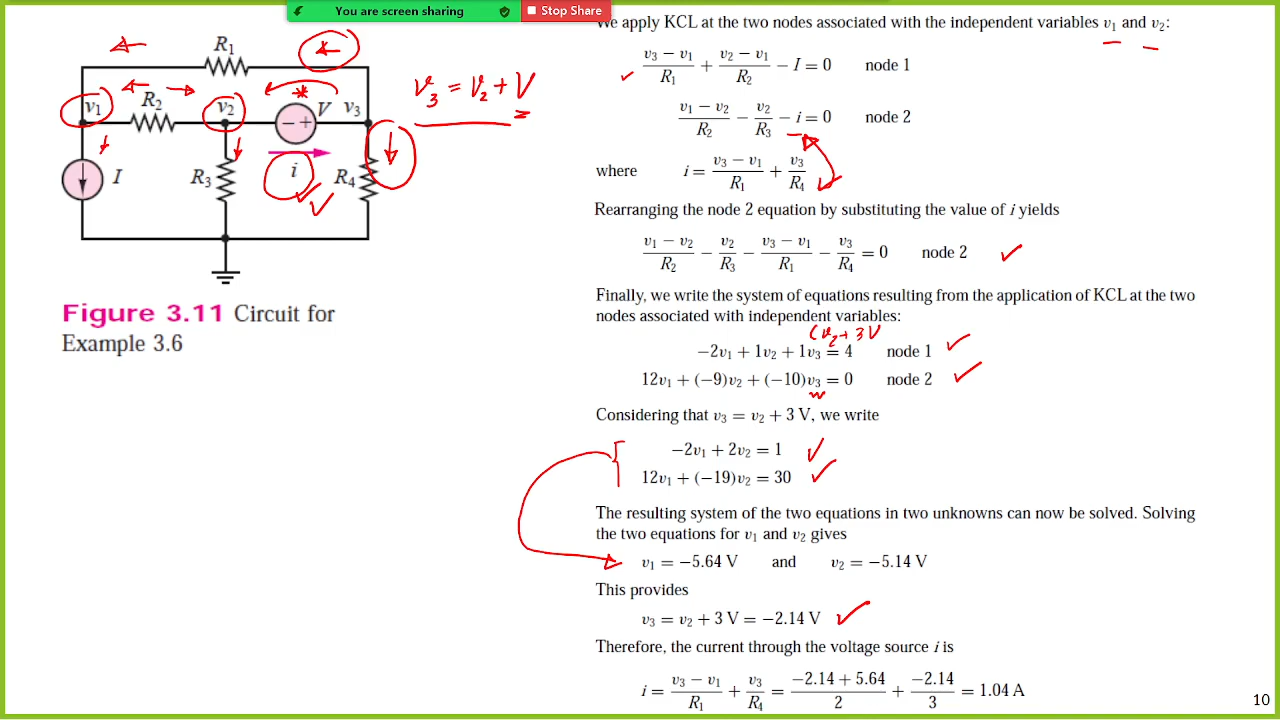 You are screen sharing
Stop Share
R₁
v₁
R₂
v₂
− +
V
v₃
I
R₃
i
R₄
v₃ = v₂ + V
Figure 3.11 Circuit for
Example 3.6
We apply KCL at the two nodes associated with the independent variables v₁ and v₂:
(v₃ − v₁)/R₁ + (v₂ − v₁)/R₂ − I = 0 node 1
(v₁ − v₂)/R₂ − v₂/R₃ − i = 0 node 2
where i = (v₃ − v₁)/R₁ + v₃/R₄
Rearranging the node 2 equation by substituting the value of i yields
(v₁ − v₂)/R₂ − v₂/R₃ − (v₃ − v₁)/R₁ − v₃/R₄ = 0 node 2
Finally, we write the system of equations resulting from the application of KCL at the two
nodes associated with independent variables:
(v₂ + 3V
−2v₁ + 1v₂ + 1v₃ = 4 node 1
12v₁ + (−9)v₂ + (−10)v₃ = 0 node 2
Considering that v₃ = v₂ + 3 V, we write
−2v₁ + 2v₂ = 1
12v₁ + (−19)v₂ = 30
The resulting system of the two equations in two unknowns can now be solved. Solving
the two equations for v₁ and v₂ gives
v₁ = −5.64 V and v₂ = −5.14 V
This provides
v₃ = v₂ + 3 V = −2.14 V
Therefore, the current through the voltage source i is
i = (v₃ − v₁)/R₁ + v₃/R₄ = (−2.14 + 5.64)/2 + −2.14/3 = 1.04 A
10